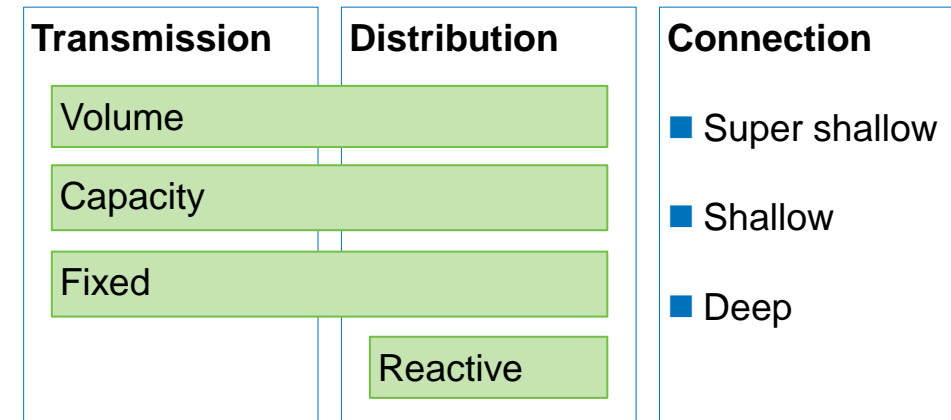 Transmission
Distribution
Connection
Volume
Capacity
Fixed
Reactive
Super shallow
Shallow
Deep